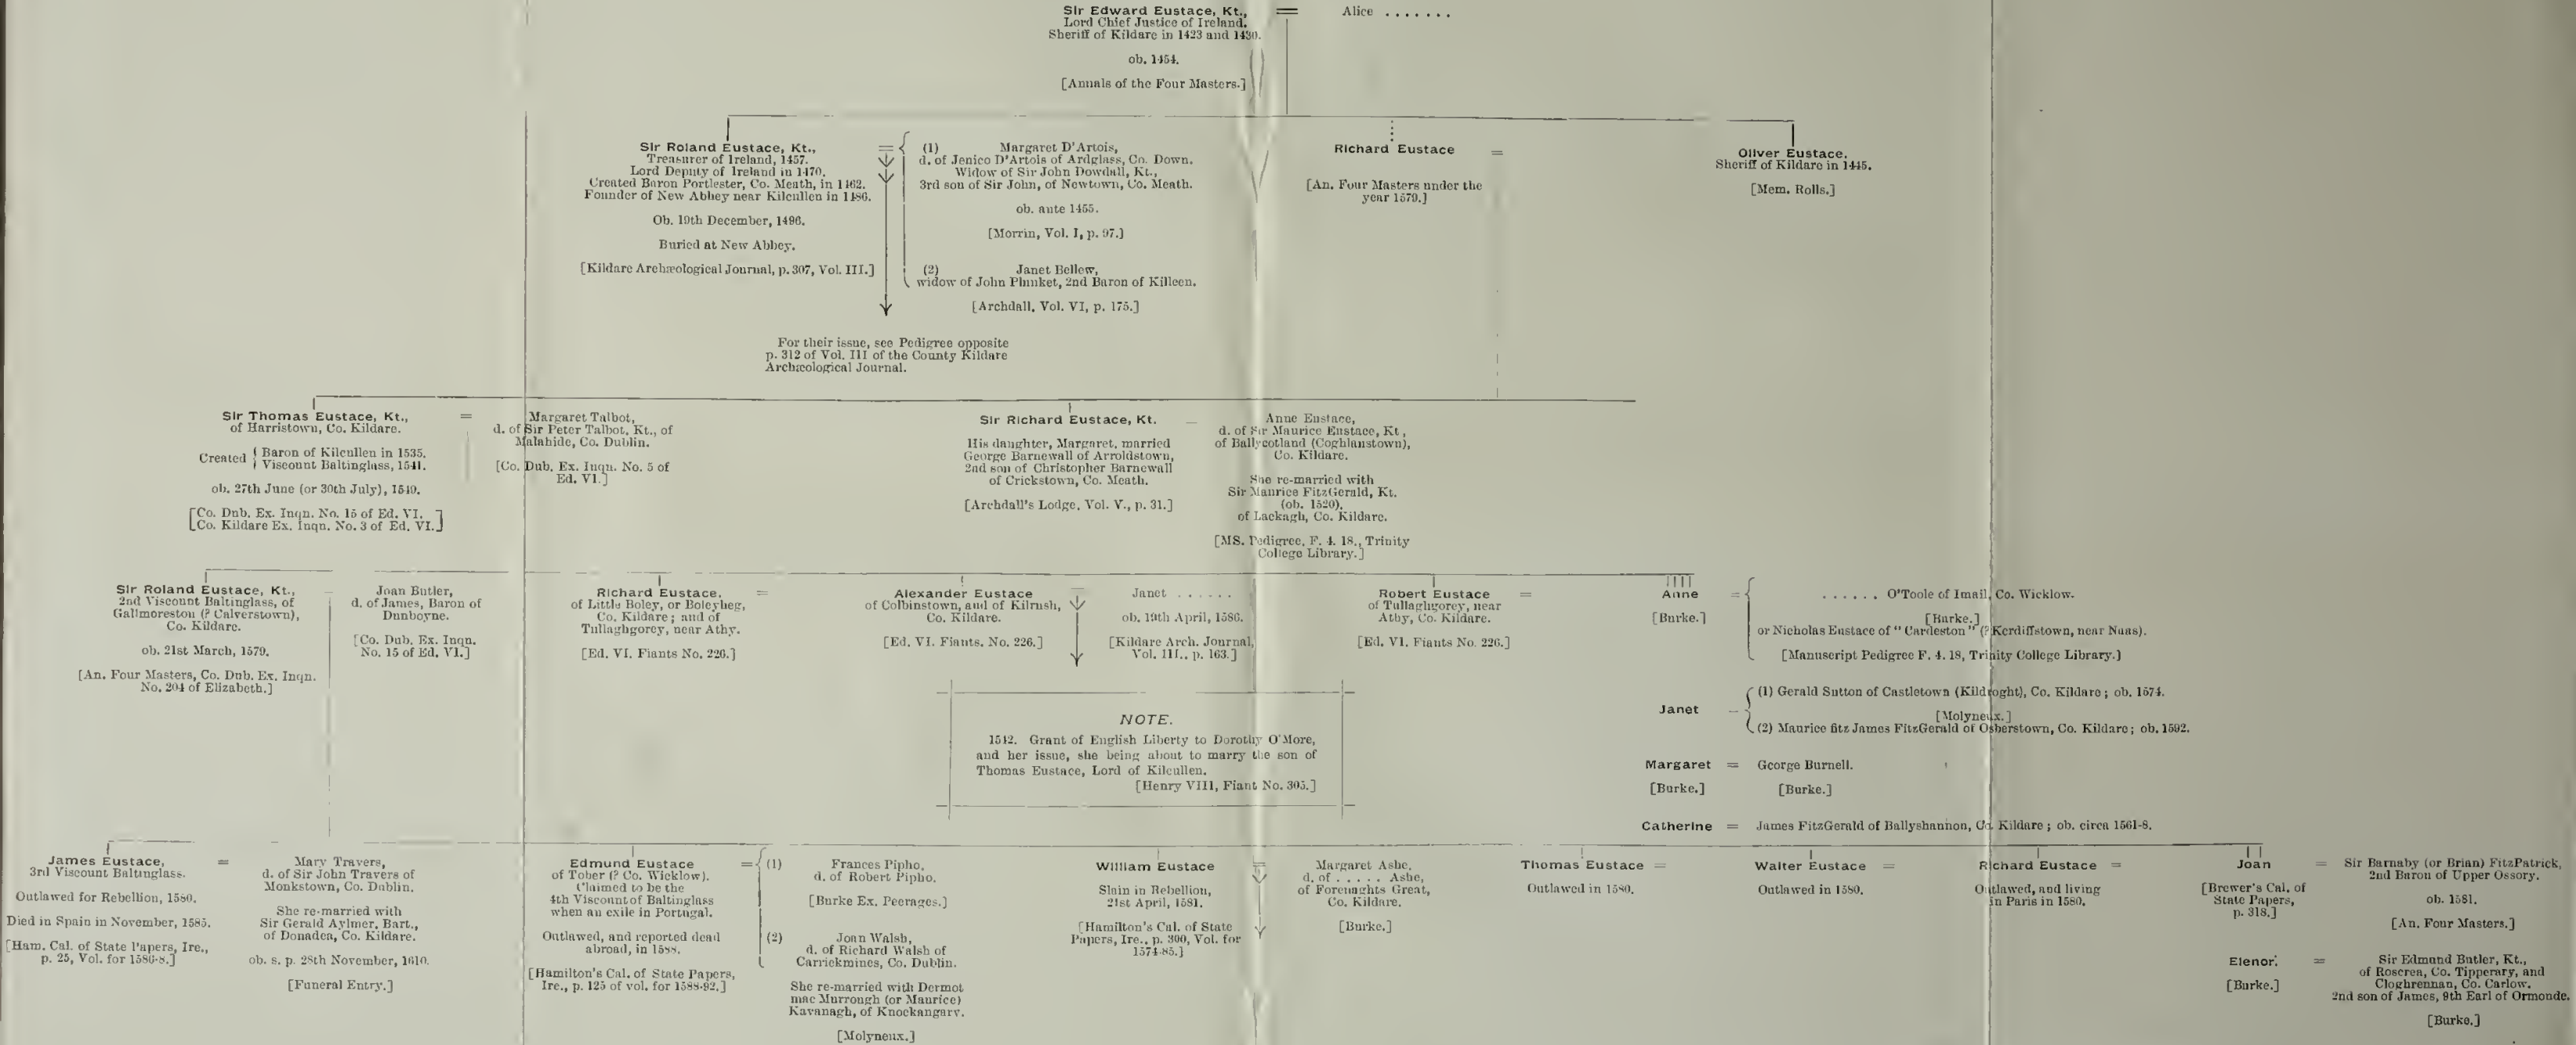 Sir Edward Eustace, Kt.,
Lord Chief Justice of Ireland.
Sheriff of Kildare in 1423 and 1430.
ob. 1454.
[Annals of the Four Masters.]
=
Alice . . . . . . .
Sir Roland Eustace, Kt.,
Treasurer of Ireland, 1457.
Lord Deputy of Ireland in 1470.
Created Baron Portlester, Co. Meath, in 1462.
Founder of New Abbey near Kilcullen in 1486.
Ob. 19th December, 1496.
Buried at New Abbey.
[Kildare Archæological Journal, p. 307, Vol. III.]
=
(1) Margaret D'Artois,
d. of Jenico D'Artois of Ardglass, Co. Down.
Widow of Sir John Dowdall, Kt.,
3rd son of Sir John, of Newtown, Co. Meath.
ob. ante 1455.
[Morrin, Vol. I, p. 97.]
(2) Janet Bellew,
widow of John Plunket, 2nd Baron of Killeen.
[Archdall, Vol. VI, p. 175.]
For their issue, see Pedigree opposite
p. 312 of Vol. III of the County Kildare
Archæological Journal.
Richard Eustace =
[An. Four Masters under the
year 1579.]
Oliver Eustace.
Sheriff of Kildare in 1445.
[Mem. Rolls.]
Sir Thomas Eustace, Kt.,
of Harristown, Co. Kildare.
Created { Baron of Kilcullen in 1535.
Viscount Baltinglass, 1541.
ob. 27th June (or 30th July), 1549.
[Co. Dub. Ex. Inqn. No. 15 of Ed. VI.
Co. Kildare Ex. Inqn. No. 3 of Ed. VI.]
=
Margaret Talbot,
d. of Sir Peter Talbot, Kt., of
Malahide, Co. Dublin.
[Co. Dub. Ex. Inqn. No. 5 of
Ed. VI.]
Sir Richard Eustace, Kt.
His daughter, Margaret, married
George Barnewall of Arroldstown,
2nd son of Christopher Barnewall
of Crickstown, Co. Meath.
[Archdall's Lodge, Vol. V., p. 31.]
=
Anne Eustace,
d. of Sir Maurice Eustace, Kt.,
of Ballycotland (Coghlanstown),
Co. Kildare.
She re-married with
Sir Maurice FitzGerald, Kt.
(ob. 1520).
of Lackagh, Co. Kildare.
[MS. Pedigree, F. 4. 18., Trinity
College Library.]
Sir Roland Eustace, Kt.,
2nd Viscount Baltinglass, of
Gallmoreston (? Calverstown),
Co. Kildare.
ob. 21st March, 1579.
[An. Four Masters, Co. Dub. Ex. Inqn.
No. 204 of Elizabeth.]
=
Joan Butler,
d. of James, Baron of
Dunboyne.
[Co. Dub. Ex. Inqn.
No. 15 of Ed. VI.]
Richard Eustace, =
of Little Boley, or Boleybeg,
Co. Kildare; and of
Tullaghgorey, near Athy.
[Ed. VI. Fiants No. 226.]
Alexander Eustace
of Colbinstown, and of Kilrush,
Co. Kildare.
[Ed. VI. Fiants. No. 226.]
=
Janet . . . . . .
ob. 19th April, 1586.
[Kildare Arch. Journal,
Vol. III., p. 163.]
Robert Eustace =
of Tullaghgorey, near
Athy, Co. Kildare.
[Ed. VI. Fiants No. 226.]
Anne
[Burke.]
=
. . . . . . O'Toole of Imail, Co. Wicklow.
[Burke.]
or Nicholas Eustace of "Cardeston" (? Kerdiffstown, near Naas).
[Manuscript Pedigree F. 4. 18, Trinity College Library.]
Janet =
(1) Gerald Sutton of Castletown (Kildroght), Co. Kildare; ob. 1574.
[Molyneux.]
(2) Maurice fitz James FitzGerald of Osberstown, Co. Kildare; ob. 1592.
Margaret = George Burnell.
[Burke.] [Burke.]
Catherine = James FitzGerald of Ballyshannon, Co. Kildare; ob. circa 1561-8.
NOTE.
1542. Grant of English Liberty to Dorothy O'More,
and her issue, she being about to marry the son of
Thomas Eustace, Lord of Kilcullen.
[Henry VIII, Fiant No. 305.]
James Eustace,
3rd Viscount Baltinglass.
Outlawed for Rebellion, 1580.
Died in Spain in November, 1585.
[Ham. Cal. of State Papers, Ire.,
p. 25, Vol. for 1586-8.]
=
Mary Travers,
d. of Sir John Travers of
Monkstown, Co. Dublin.
She re-married with
Sir Gerald Aylmer, Bart.,
of Donadea, Co. Kildare.
ob. s. p. 28th November, 1610.
[Funeral Entry.]
Edmund Eustace
of Tober (? Co. Wicklow).
Claimed to be the
4th Viscount of Baltinglass
when an exile in Portugal.
Outlawed, and reported dead
abroad, in 1588.
[Hamilton's Cal. of State Papers,
Ire., p. 125 of vol. for 1588-92.]
=
(1) Frances Pipho,
d. of Robert Pipho.
[Burke Ex. Peerages.]
(2) Joan Walsh,
d. of Richard Walsh of
Carrickmines, Co. Dublin.
She re-married with Dermot
mac Murrough (or Maurice)
Kavanagh, of Knockangarv.
[Molyneux.]
William Eustace
Slain in Rebellion,
21st April, 1581.
[Hamilton's Cal. of State
Papers, Ire., p. 300, Vol. for
1574-85.]
=
Margaret Ashe,
d. of . . . . . Ashe,
of Forenaghts Great,
Co. Kildare.
[Burke.]
Thomas Eustace =
Outlawed in 1580.
Walter Eustace =
Outlawed in 1580.
Richard Eustace =
Outlawed, and living
in Paris in 1580.
Joan
[Brewer's Cal. of
State Papers,
p. 318.]
=
Sir Barnaby (or Brian) FitzPatrick,
2nd Baron of Upper Ossory.
ob. 1581.
[An. Four Masters.]
Elenor.
[Burke.]
=
Sir Edmund Butler, Kt.,
of Roscrea, Co. Tipperary, and
Cloghrennan, Co. Carlow.
2nd son of James, 9th Earl of Ormonde.
[Burke.]